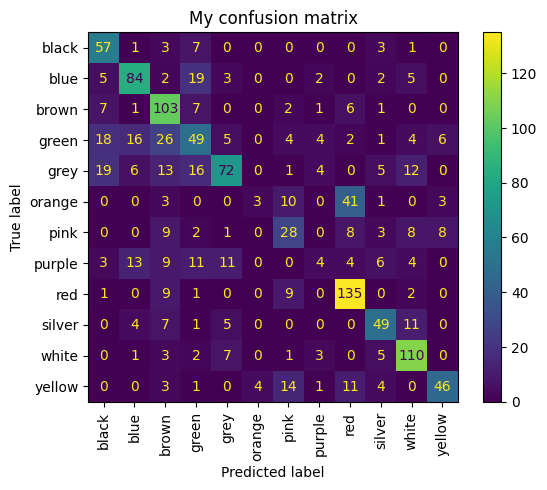 My confusion matrix
black 57 1 3 7 0 0 0 0 0 3 1 0
blue 5 84 2 19 3 0 0 2 0 2 5 0
brown 7 1 103 7 0 0 2 1 6 1 0 0
green 18 16 26 49 5 0 4 4 2 1 4 6
grey 19 6 13 16 72 0 1 4 0 5 12 0
orange 0 0 3 0 0 3 10 0 41 1 0 3
pink 0 0 9 2 1 0 28 0 8 3 8 8
purple 3 13 9 11 11 0 0 4 4 6 4 0
red 1 0 9 1 0 0 9 0 135 0 2 0
silver 0 4 7 1 5 0 0 0 0 49 11 0
white 0 1 3 2 7 0 1 3 0 5 110 0
yellow 0 0 3 1 0 4 14 1 11 4 0 46
black blue brown green grey orange pink purple red silver white yellow
Predicted label
True label
120
100
80
60
40
20
0